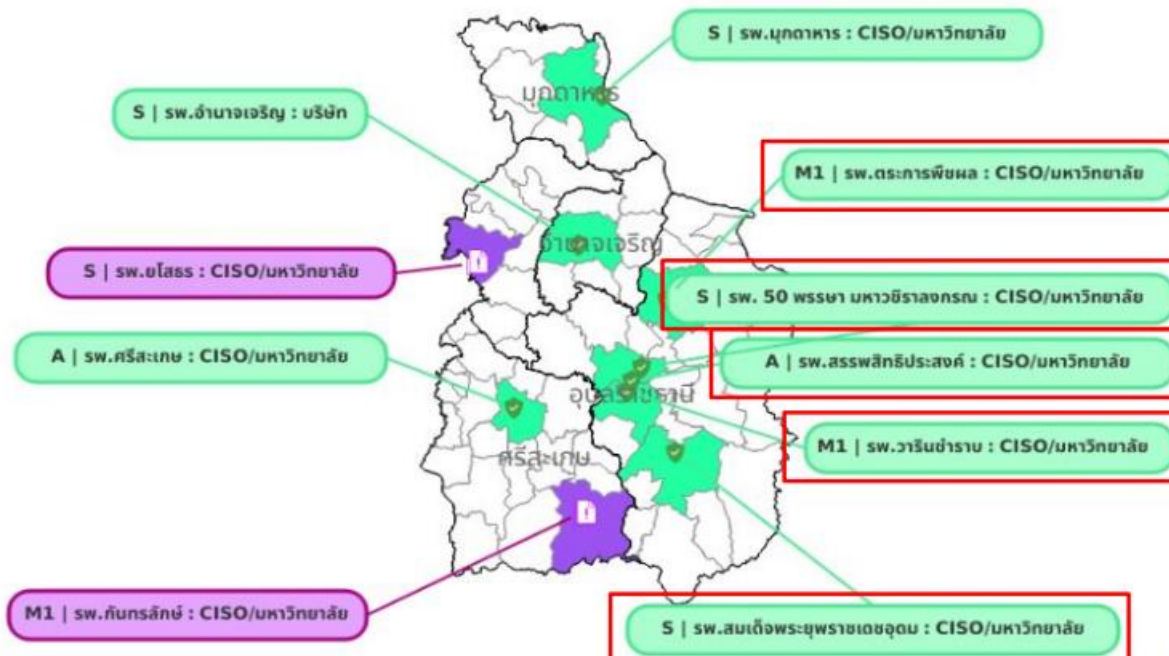 S | รพ.มุกดาหาร : CISO/มหาวิทยาลัย
มุกดาหาร
S | รพ.อำนาจเจริญ : บริษัท
M1 | รพ.ตระการพืชผล : CISO/มหาวิทยาลัย
อำนาจเจริญ
S | รพ.ยโสธร : CISO/มหาวิทยาลัย
S | รพ. 50 พรรษา มหาวชิราลงกรณ : CISO/มหาวิทยาลัย
A | รพ.ศรีสะเกษ : CISO/มหาวิทยาลัย
A | รพ.สรรพสิทธิประสงค์ : CISO/มหาวิทยาลัย
อุบลราชธานี
M1 | รพ.วารินชำราบ : CISO/มหาวิทยาลัย
ศรีสะเกษ
M1 | รพ.กันทรลักษ์ : CISO/มหาวิทยาลัย
S | รพ.สมเด็จพระยุพราชเดชอุดม : CISO/มหาวิทยาลัย